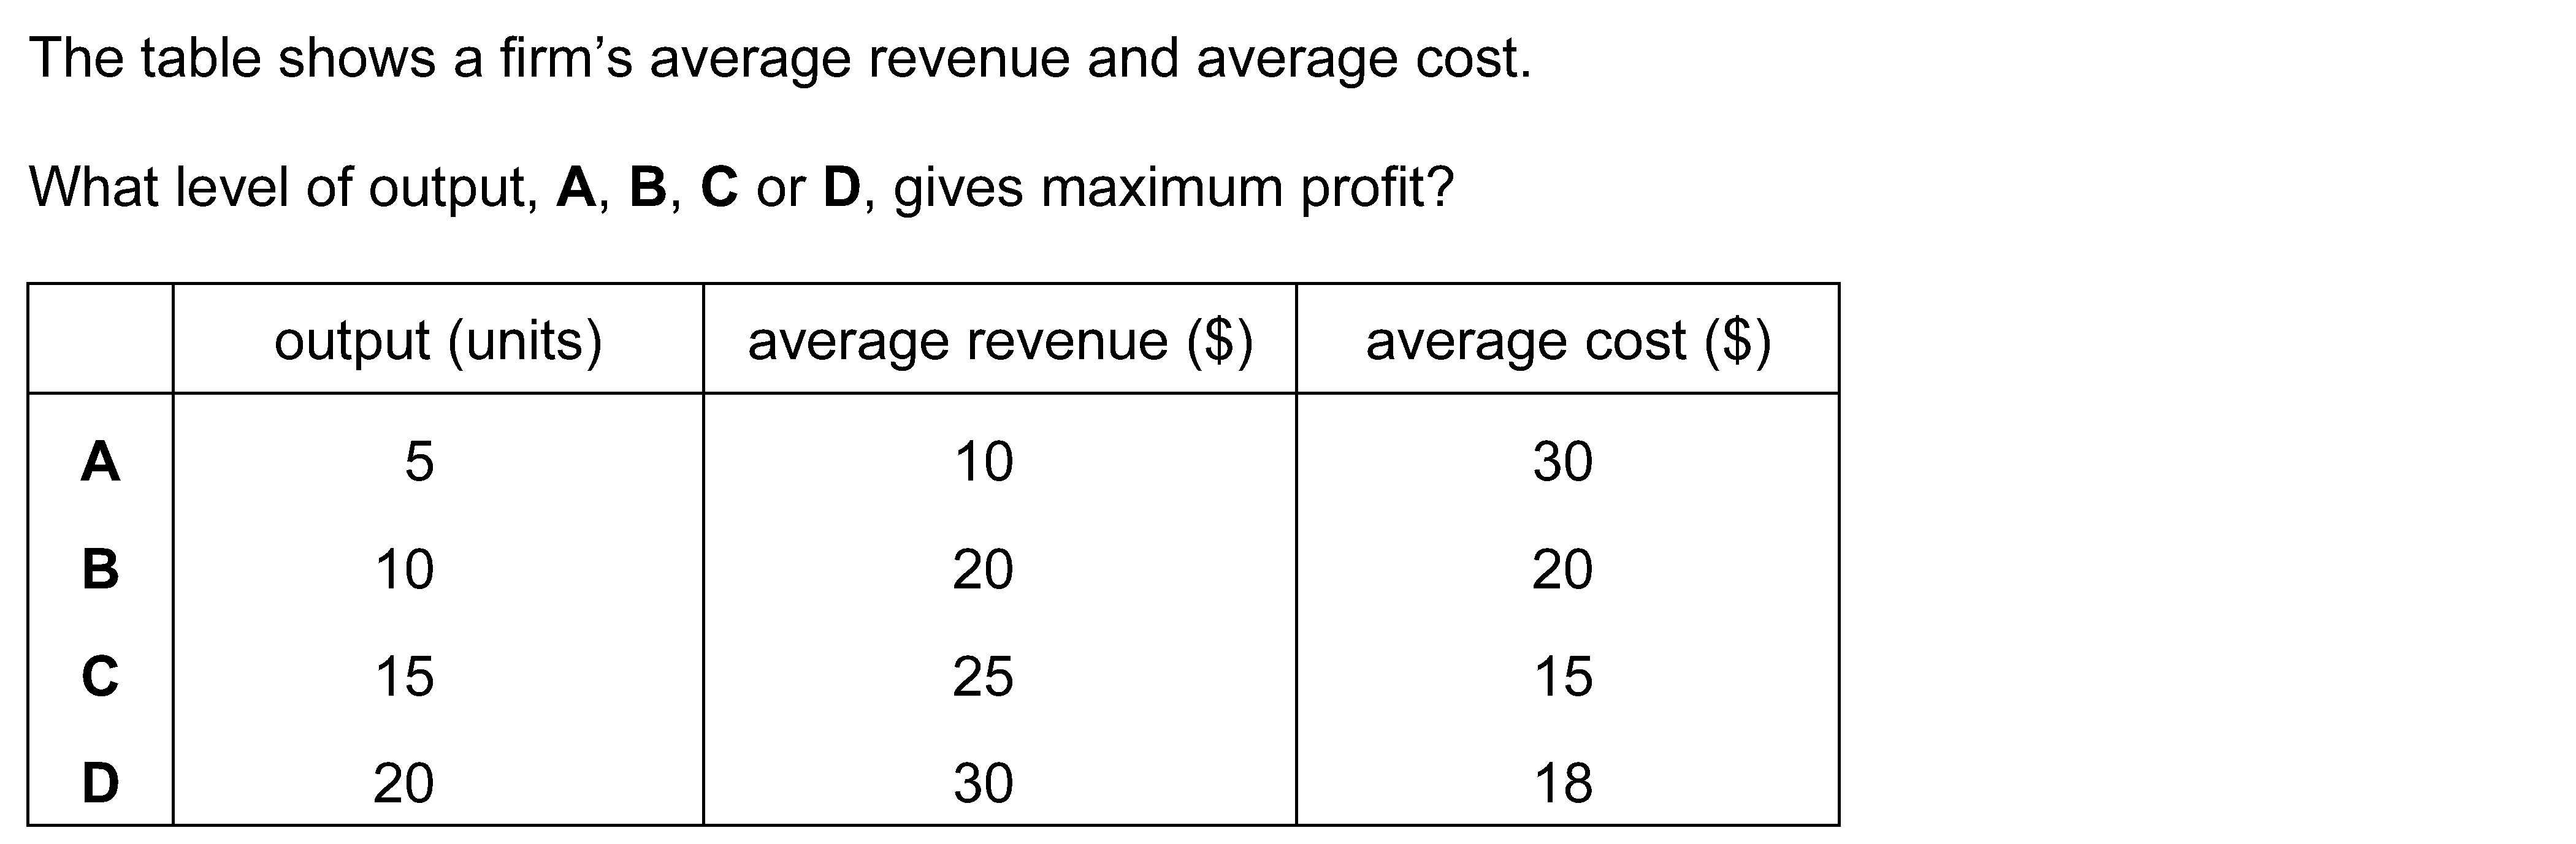 The table shows a firm’s average revenue and average cost.
What level of output, A, B, C or D, gives maximum profit?
output (units) average revenue ($) average cost ($)
A 5 10 30
B 10 20 20
C 15 25 15
D 20 30 18